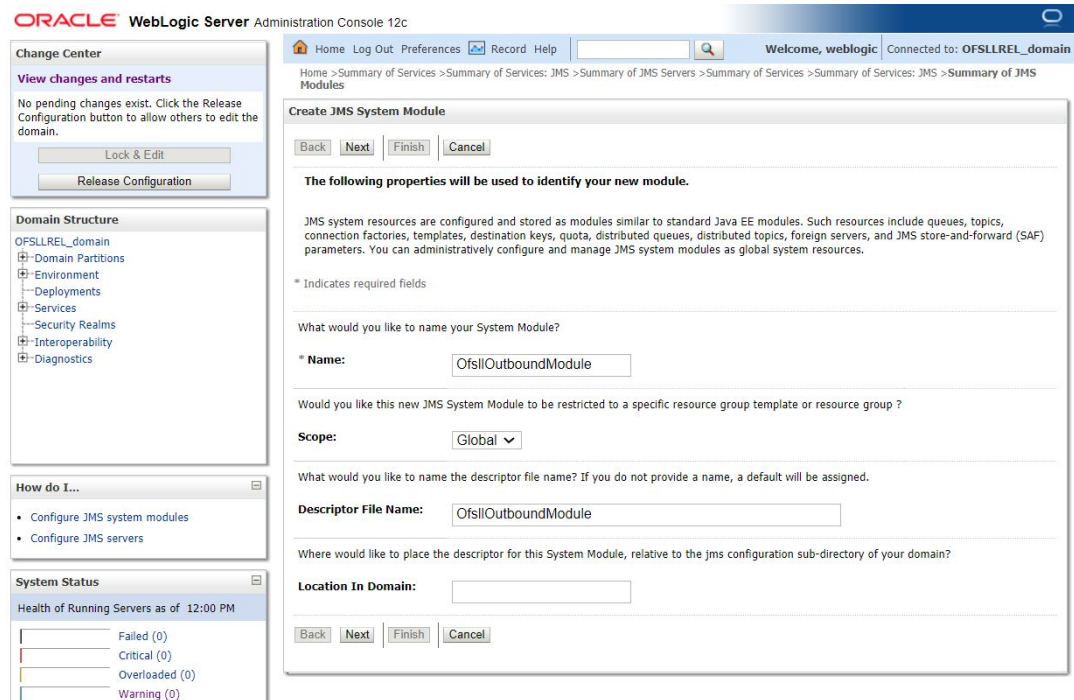 ORACLE® WebLogic Server Administration Console 12c
Change Center
View changes and restarts
No pending changes exist. Click the Release
Configuration button to allow others to edit the
domain.
Lock & Edit
Release Configuration
Domain Structure
OFSLLREL_domain
Domain Partitions
Environment
Deployments
Services
Security Realms
Interoperability
Diagnostics
How do I...
Configure JMS system modules
Configure JMS servers
System Status
Health of Running Servers as of 12:00 PM
Failed (0)
Critical (0)
Overloaded (0)
Warning (0)
Home Log Out Preferences Record Help
Welcome, weblogic Connected to: OFSLLREL_domain
Home >Summary of Services >Summary of Services: JMS >Summary of JMS Servers >Summary of Services >Summary of Services: JMS >Summary of JMS
Modules
Create JMS System Module
Back Next Finish Cancel
The following properties will be used to identify your new module.
JMS system resources are configured and stored as modules similar to standard Java EE modules. Such resources include queues, topics,
connection factories, templates, destination keys, quota, distributed queues, distributed topics, foreign servers, and JMS store-and-forward (SAF)
parameters. You can administratively configure and manage JMS system modules as global system resources.
* Indicates required fields
What would you like to name your System Module?
* Name: OfsllOutboundModule
Would you like this new JMS System Module to be restricted to a specific resource group template or resource group ?
Scope: Global
What would you like to name the descriptor file name? If you do not provide a name, a default will be assigned.
Descriptor File Name: OfsllOutboundModule
Where would like to place the descriptor for this System Module, relative to the jms configuration sub-directory of your domain?
Location In Domain:
Back Next Finish Cancel